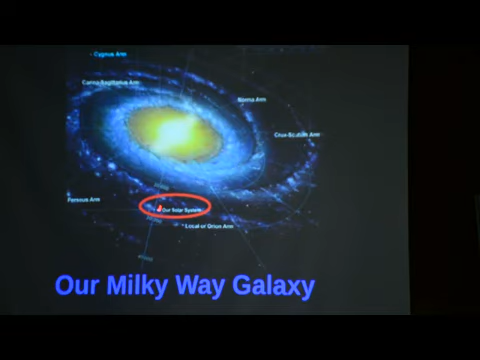 Cygnus Arm
Carina-Sagittarius Arm
Norma Arm
Crux-Scutum Arm
Perseus Arm
Our Solar System
Local or Orion Arm
Our Milky Way Galaxy